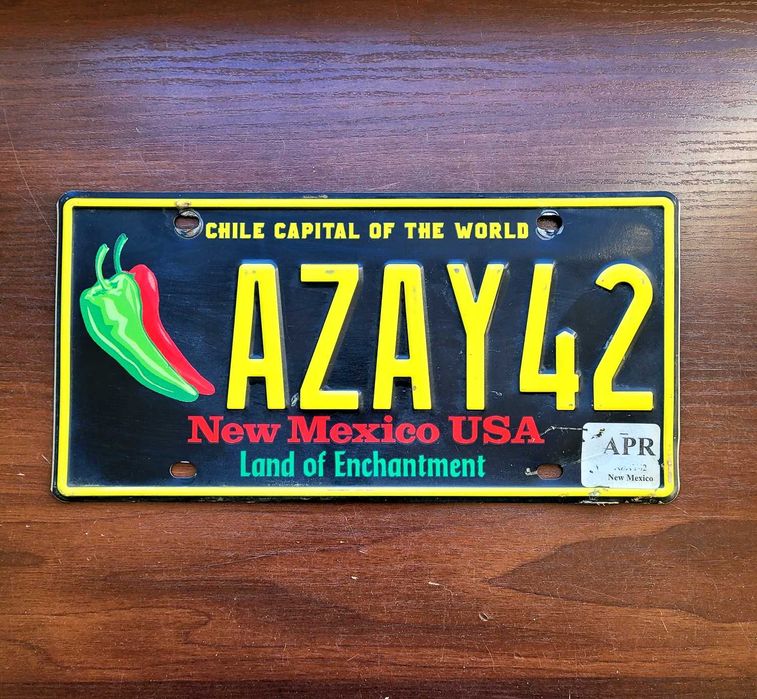 CHILE CAPITAL OF THE WORLD
AZAY42
New Mexico USA
Land of Enchantment
APR
New Mexico